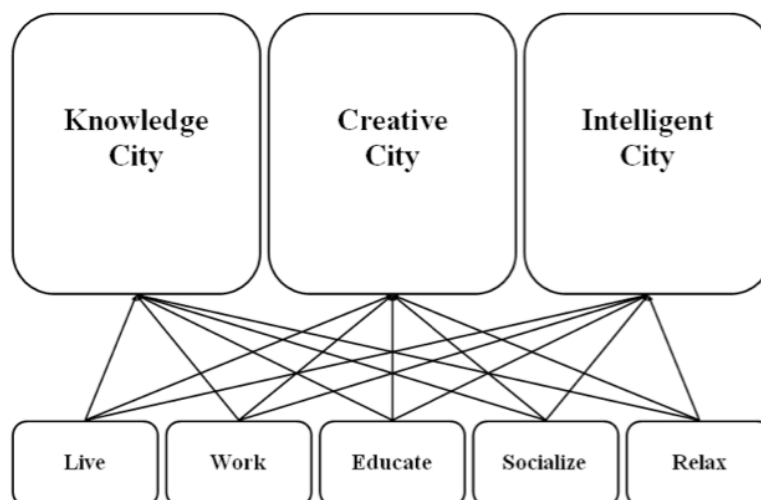 Knowledge
City
Creative
City
Intelligent
City
Live
Work
Educate
Socialize
Relax